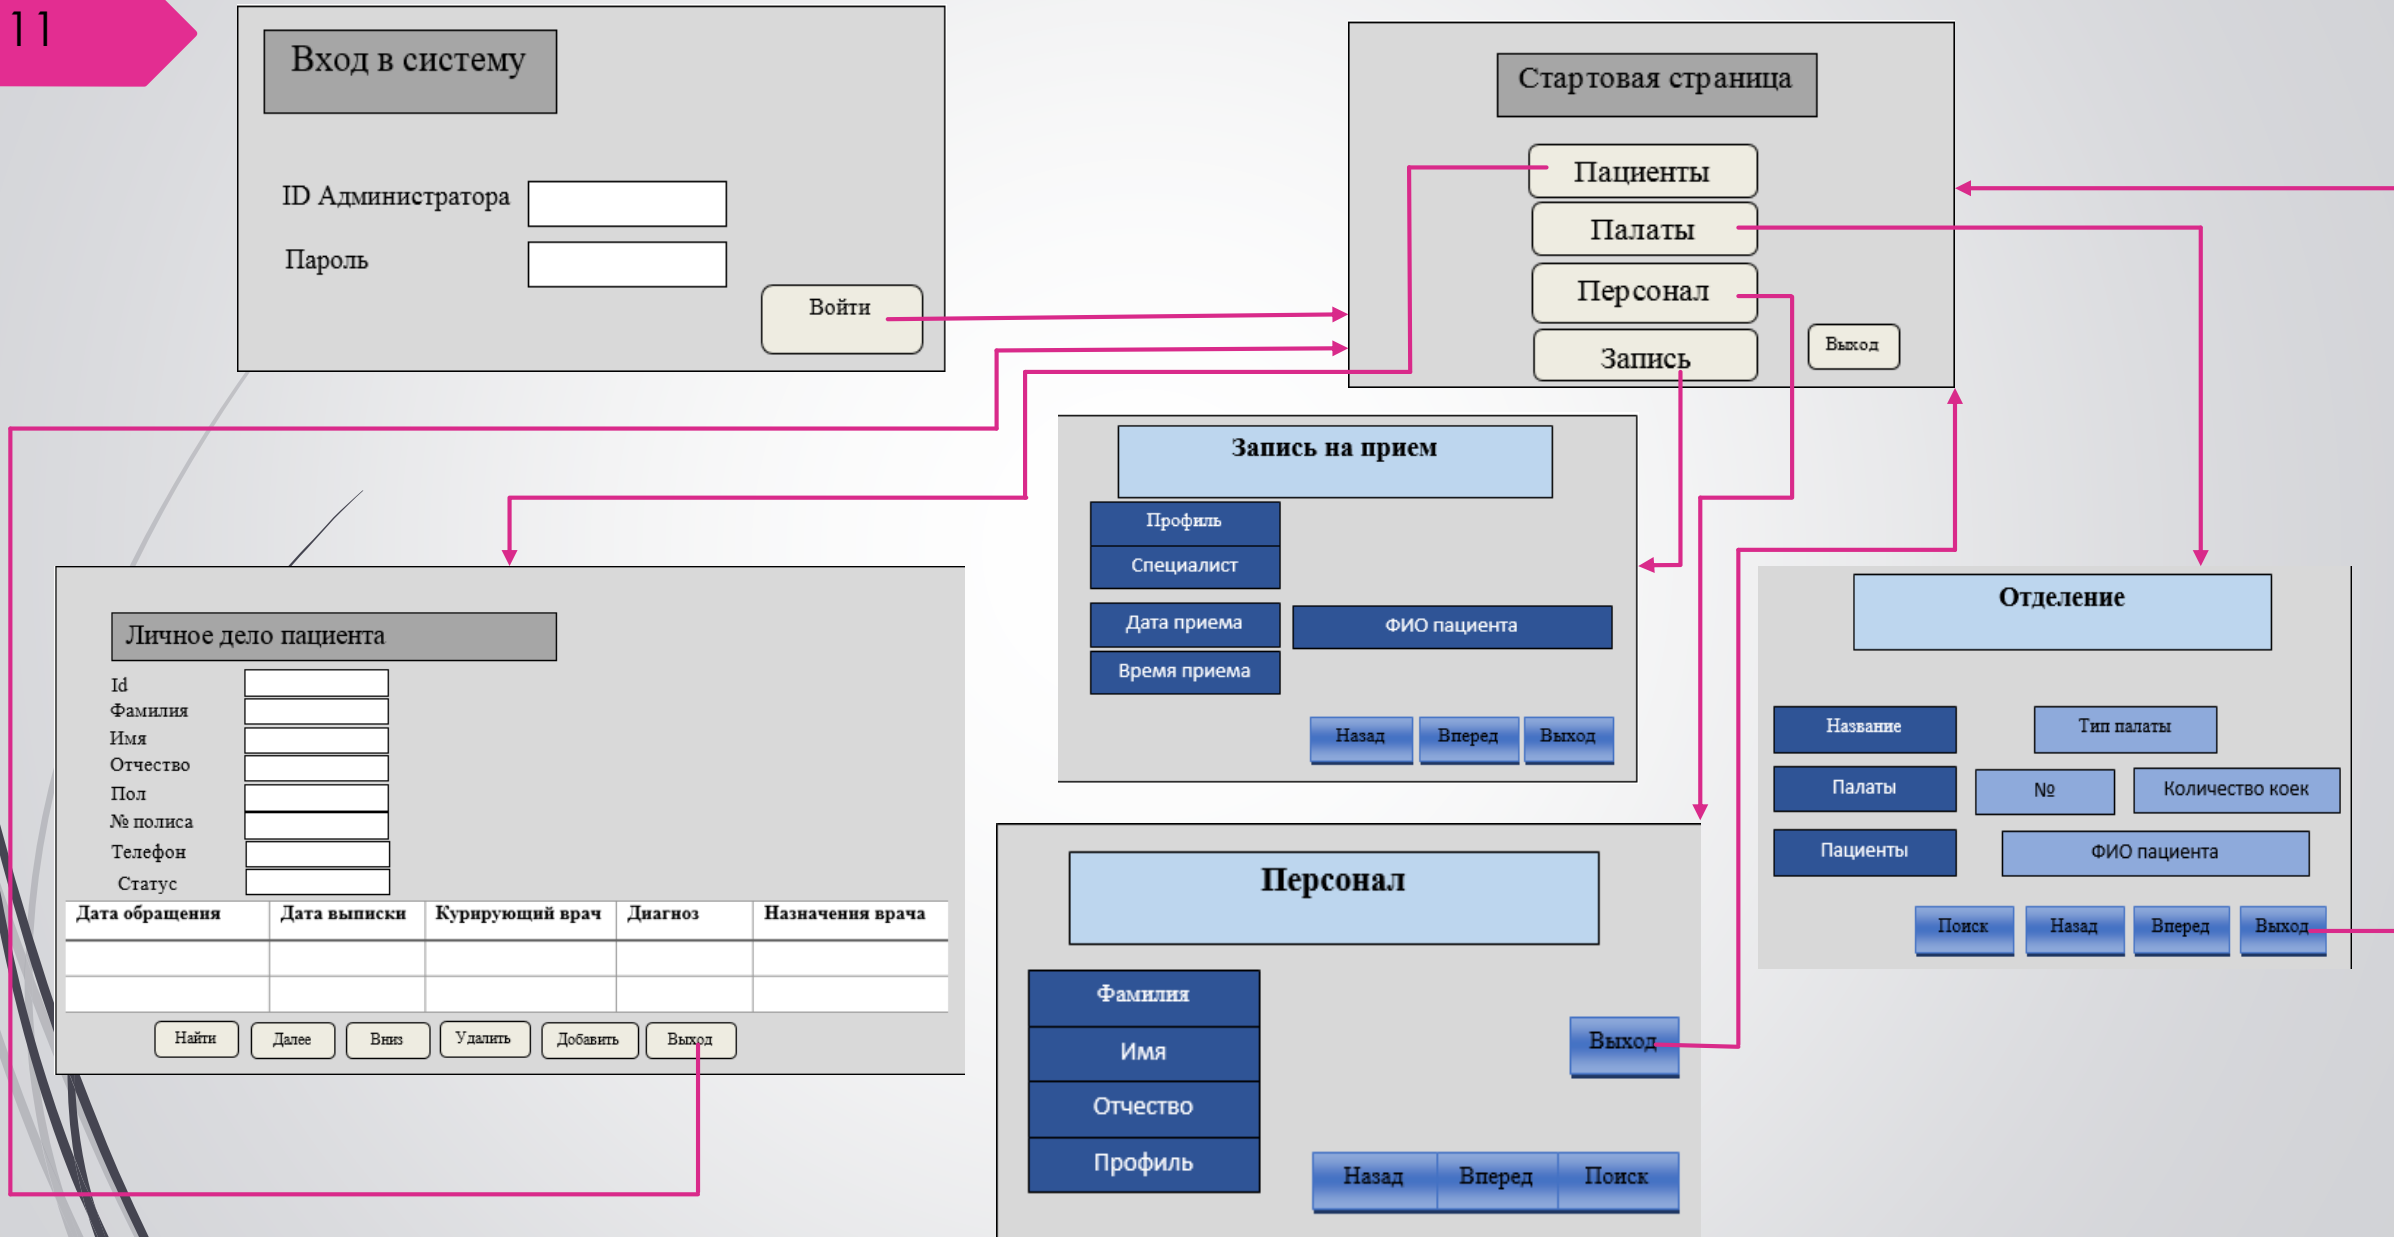 11
Вход в систему
ID Администратора
Пароль
Войти
Стартовая страница
Пациенты
Палаты
Персонал
Запись
Выход
Запись на прием
Профиль
Специалист
Дата приема
ФИО пациента
Время приема
Назад Вперед Выход
Личное дело пациента
Id
Фамилия
Имя
Отчество
Пол
№ полиса
Телефон
Статус
Дата обращения Дата выписки Курирующий врач Диагноз Назначения врача
Найти Далее Вниз Удалить Добавить Выход
Персонал
Фамилия
Имя
Отчество
Профиль
Выход
Назад Вперед Поиск
Отделение
Название Тип палаты
Палаты № Количество коек
Пациенты ФИО пациента
Поиск Назад Вперед Выход